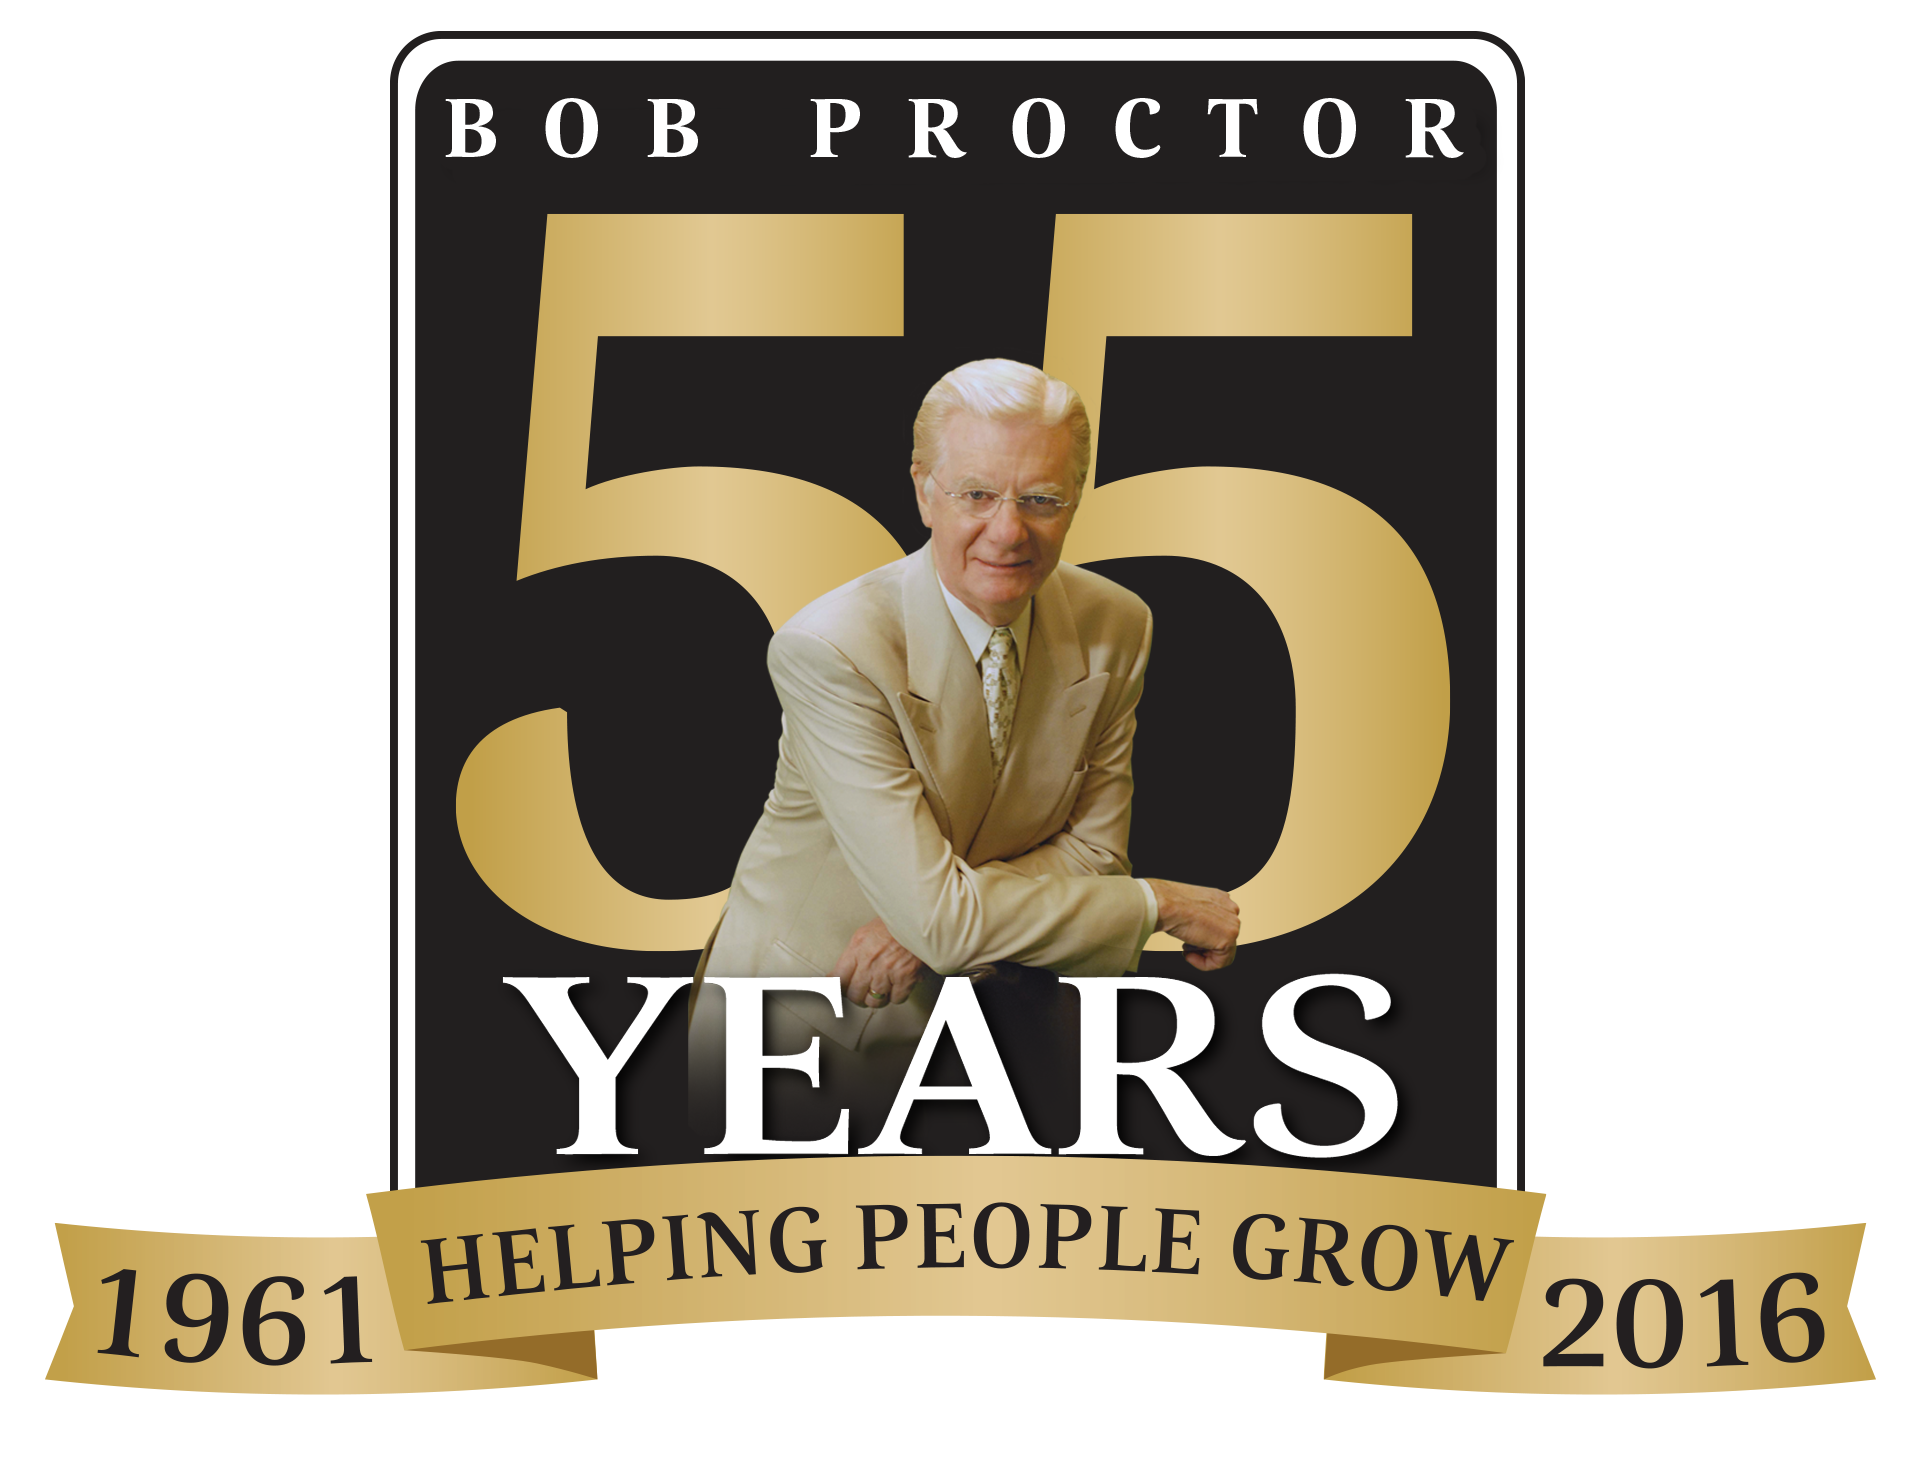 BOB PROCTOR
55
YEARS
HELPING PEOPLE GROW
1961
2016